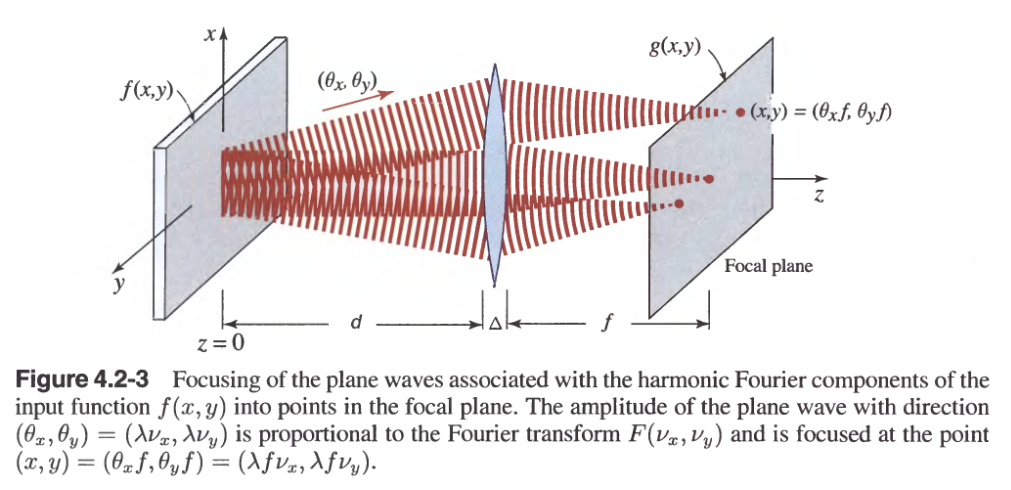 x
f(x,y)
(θx, θy)
g(x,y)
(x,y) = (θxf, θyf)
z
y
Focal plane
d
Δ
f
z = 0
Figure 4.2-3 Focusing of the plane waves associated with the harmonic Fourier components of the
input function f(x, y) into points in the focal plane. The amplitude of the plane wave with direction
(θx, θy) = (λνx, λνy) is proportional to the Fourier transform F(νx, νy) and is focused at the point
(x, y) = (θxf, θyf) = (λfνx, λfνy).